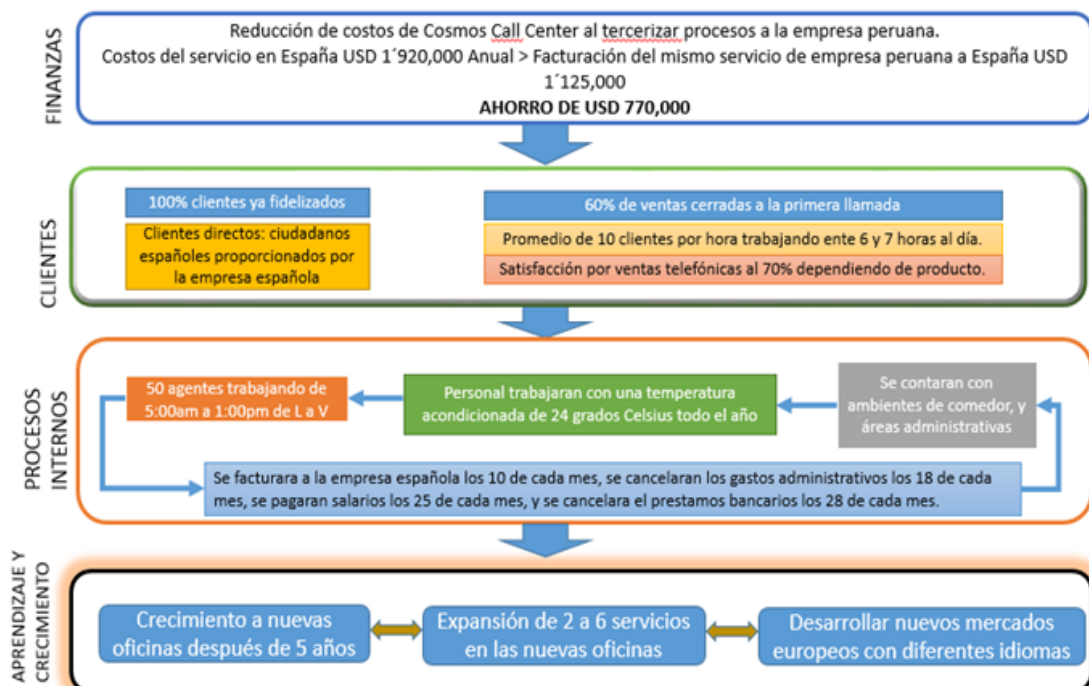 FINANZAS
Reducción de costos de Cosmos Call Center al tercerizar procesos a la empresa peruana.
Costos del servicio en España USD 1´920,000 Anual > Facturación del mismo servicio de empresa peruana a España USD
1´125,000
AHORRO DE USD 770,000
CLIENTES
100% clientes ya fidelizados
Clientes directos: ciudadanos
españoles proporcionados por
la empresa española
60% de ventas cerradas a la primera llamada
Promedio de 10 clientes por hora trabajando ente 6 y 7 horas al día.
Satisfacción por ventas telefónicas al 70% dependiendo de producto.
PROCESOS
INTERNOS
50 agentes trabajando de
5:00am a 1:00pm de L a V
Personal trabajaran con una temperatura
acondicionada de 24 grados Celsius todo el año
Se contaran con
ambientes de comedor, y
áreas administrativas
Se facturara a la empresa española los 10 de cada mes, se cancelaran los gastos administrativos los 18 de cada
mes, se pagaran salarios los 25 de cada mes, y se cancelara el prestamos bancarios los 28 de cada mes.
APRENDIZAJE Y
CRECIMIENTO
Crecimiento a nuevas
oficinas después de 5 años
Expansión de 2 a 6 servicios
en las nuevas oficinas
Desarrollar nuevos mercados
europeos con diferentes idiomas